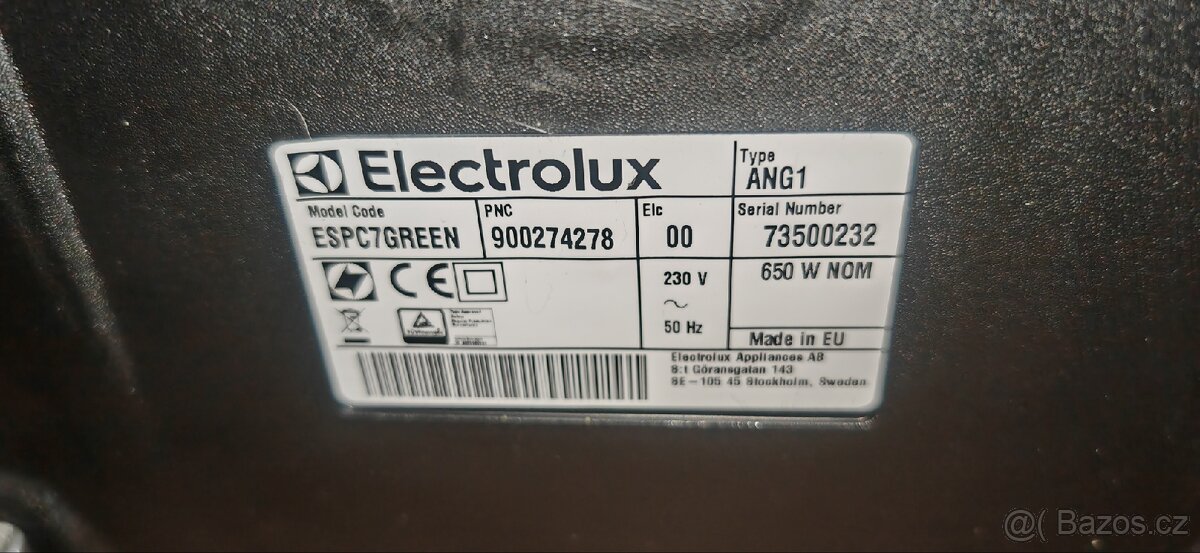 Electrolux
Type
ANG1
Model Code
ESPC7GREEN
PNC
900274278
Elc
00
Serial Number
73500232
CE
230 V
~
50 Hz
650 W NOM
Made in EU
Electrolux Appliances AB
S:t Göransgatan 143
SE – 105 45 Stockholm, Sweden
@( Bazos.cz